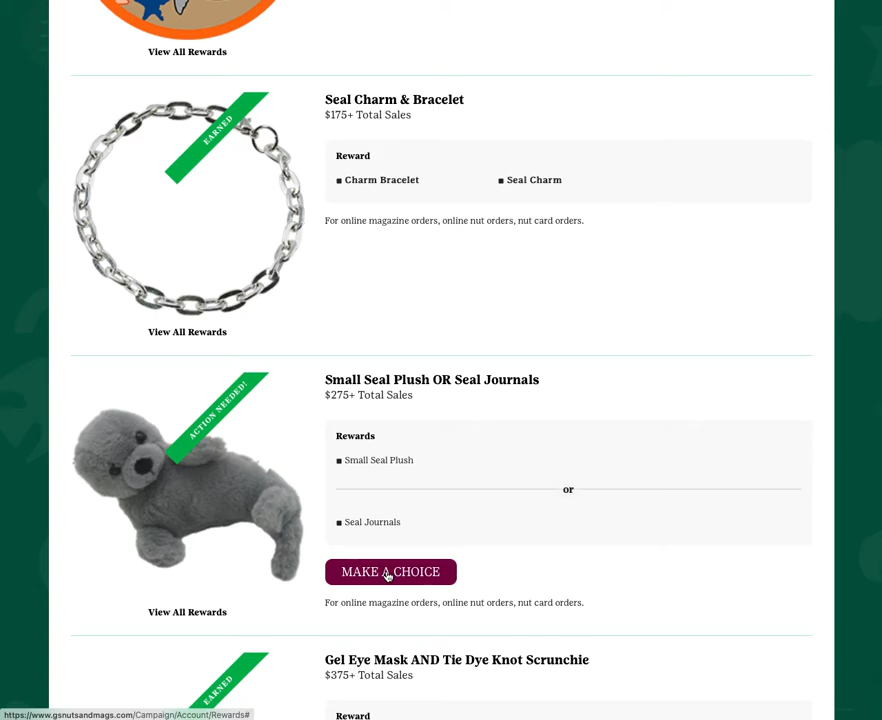 View All Rewards
EARNED
Seal Charm & Bracelet
$175+ Total Sales
Reward
■ Charm Bracelet
■ Seal Charm
For online magazine orders, online nut orders, nut card orders.
View All Rewards
ACTION NEEDED!
Small Seal Plush OR Seal Journals
$275+ Total Sales
Rewards
■ Small Seal Plush
or
■ Seal Journals
MAKE A CHOICE
For online magazine orders, online nut orders, nut card orders.
View All Rewards
EARNED
Gel Eye Mask AND Tie Dye Knot Scrunchie
$375+ Total Sales
Reward
https://www.gsnutsandmags.com/Campaign/Account/Rewards#